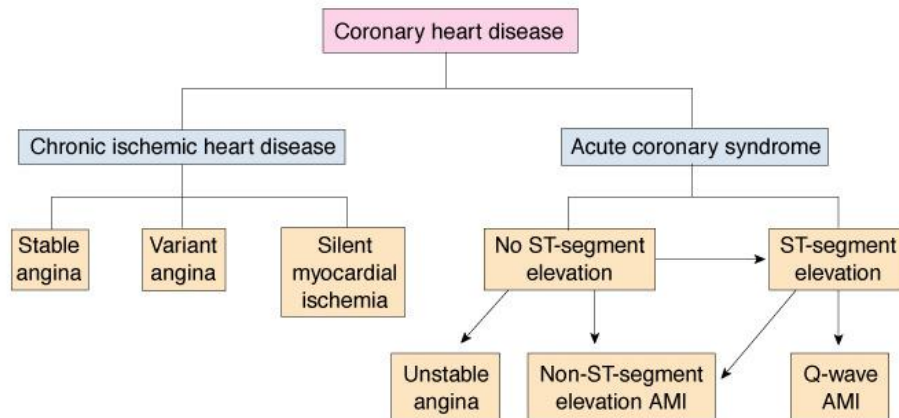 Coronary heart disease
Chronic ischemic heart disease
Acute coronary syndrome
Stable
angina
Variant
angina
Silent
myocardial
ischemia
No ST-segment
elevation
ST-segment
elevation
Unstable
angina
Non-ST-segment
elevation AMI
Q-wave
AMI